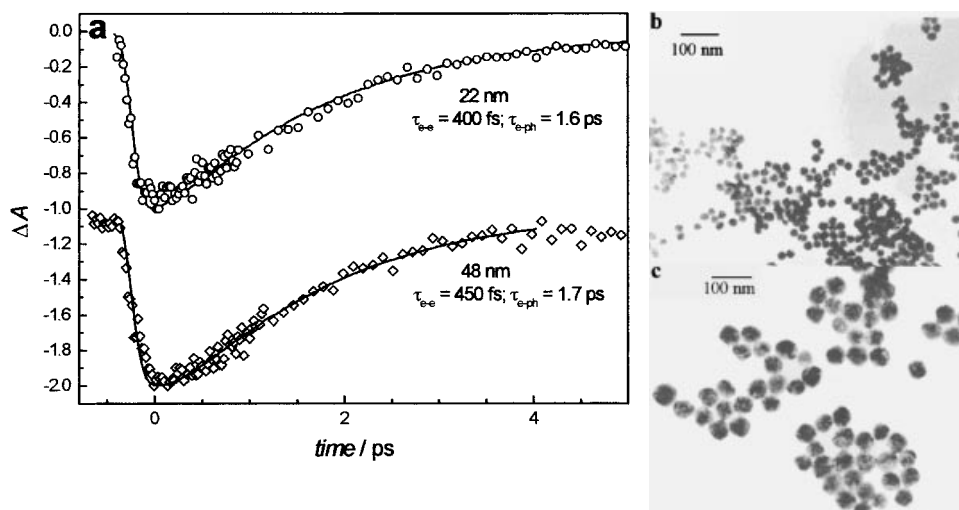 a
0.0
-0.2
-0.4
-0.6
-0.8
-1.0
-1.2
-1.4
-1.6
-1.8
-2.0
ΔA
22 nm
τe-e = 400 fs; τe-ph = 1.6 ps
48 nm
τe-e = 450 fs; τe-ph = 1.7 ps
0
2
4
time / ps
b
100 nm
c
100 nm